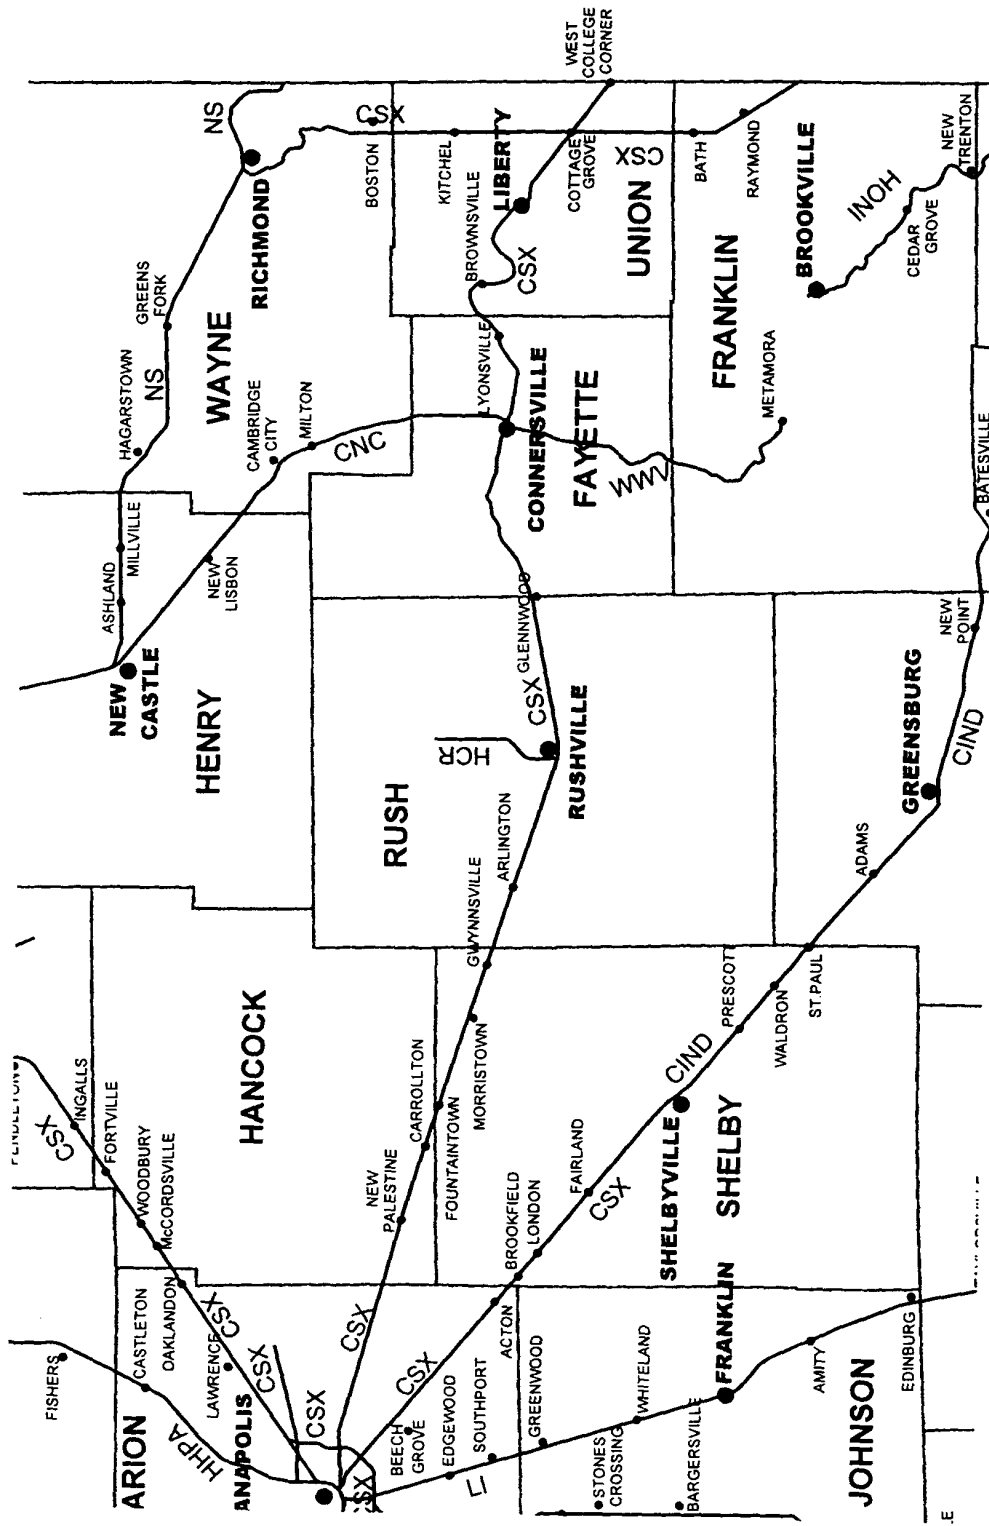 PENDLETON
INGALLS
CSX
FORTVILLE
WOODBURY
McCORDSVILLE
FISHERS
CASTLETON
OAKLANDON
LAWRENCE
CSX
CSX
HHPA
ARION
ANAPOLIS
CSX
CSX
HANCOCK
NEW
PALESTINE
CARROLLTON
FOUNTAINTOWN
MORRISTOWN
GWYNNSVILLE
ARLINGTON
NEW
CASTLE
ASHLAND
MILLVILLE
NEW
LISBON
HENRY
HAGARSTOWN
NS
GREENS
FORK
WAYNE
CAMBRIDGE
CITY
MILTON
CNC
NS
RICHMOND
CSX
BOSTON
KITCHEL
LIBERTY
BROWNSVILLE
CSX
LYONSVILLE
CONNERSVILLE
FAYETTE
WWV
WEST
COLLEGE
CORNER
COTTAGE
GROVE
CSX
UNION
RUSH
HCR
RUSHVILLE
CSX
GLENNWOOD
CSX
CSX
BEECH
GROVE
EDGEWOOD
SOUTHPORT
LI
ACTON
BROOKFIELD
LONDON
FAIRLAND
CSX
GREENWOOD
STONES
CROSSING
WHITELAND
BARGERSVILLE
FRANKLIN
SHELBYVILLE
SHELBY
CIND
PRESCOTT
WALDRON
ST.PAUL
ADAMS
GREENSBURG
CIND
NEW
POINT
BATESVILLE
FRANKLIN
METAMORA
BATH
RAYMOND
BROOKVILLE
INOH
CEDAR
GROVE
NEW
TRENTON
AMITY
JOHNSON
EDINBURG